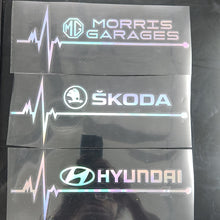 MG MORRIS
GARAGES
ŠKODA
HYUNDAI